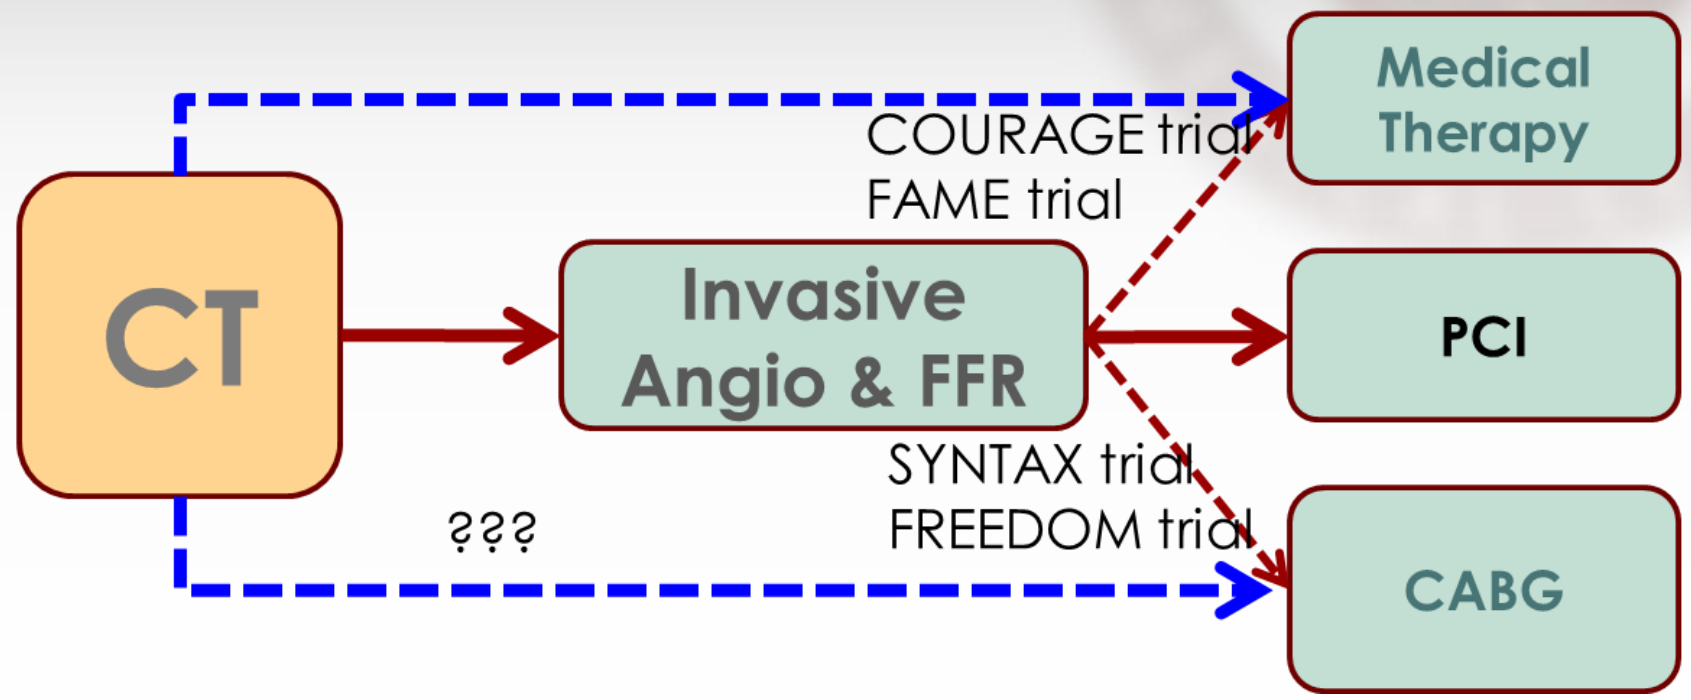 Medical
Therapy
COURAGE trial
FAME trial
CT
Invasive
Angio & FFR
PCI
SYNTAX trial
FREEDOM trial
???
CABG